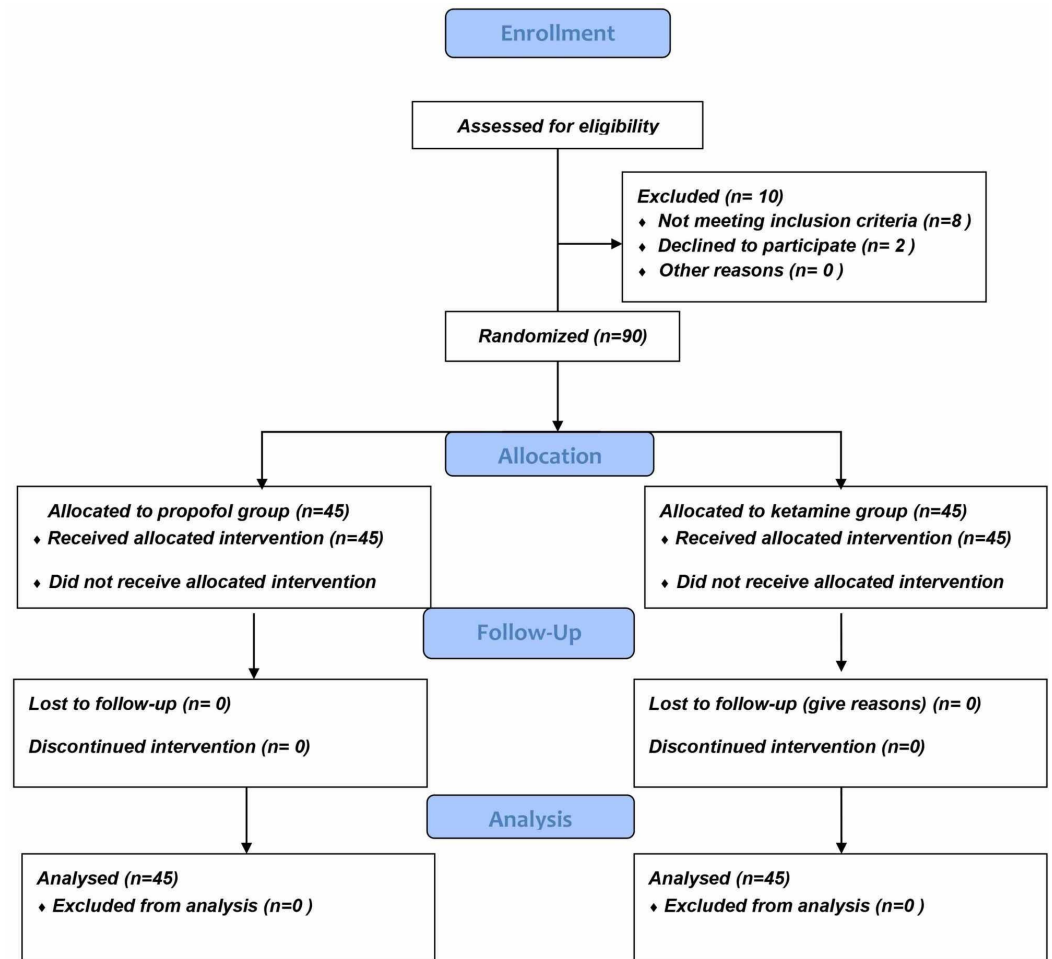 Enrollment
Assessed for eligibility
Excluded (n= 10)
♦ Not meeting inclusion criteria (n=8 )
♦ Declined to participate (n= 2 )
♦ Other reasons (n= 0 )
Randomized (n=90)
Allocation
Allocated to propofol group (n=45)
♦ Received allocated intervention (n=45)
♦ Did not receive allocated intervention
Allocated to ketamine group (n=45)
♦ Received allocated intervention (n=45)
♦ Did not receive allocated intervention
Follow-Up
Lost to follow-up (n= 0)
Discontinued intervention (n= 0)
Lost to follow-up (give reasons) (n= 0)
Discontinued intervention (n=0)
Analysis
Analysed (n=45)
♦ Excluded from analysis (n=0 )
Analysed (n=45)
♦ Excluded from analysis (n=0 )